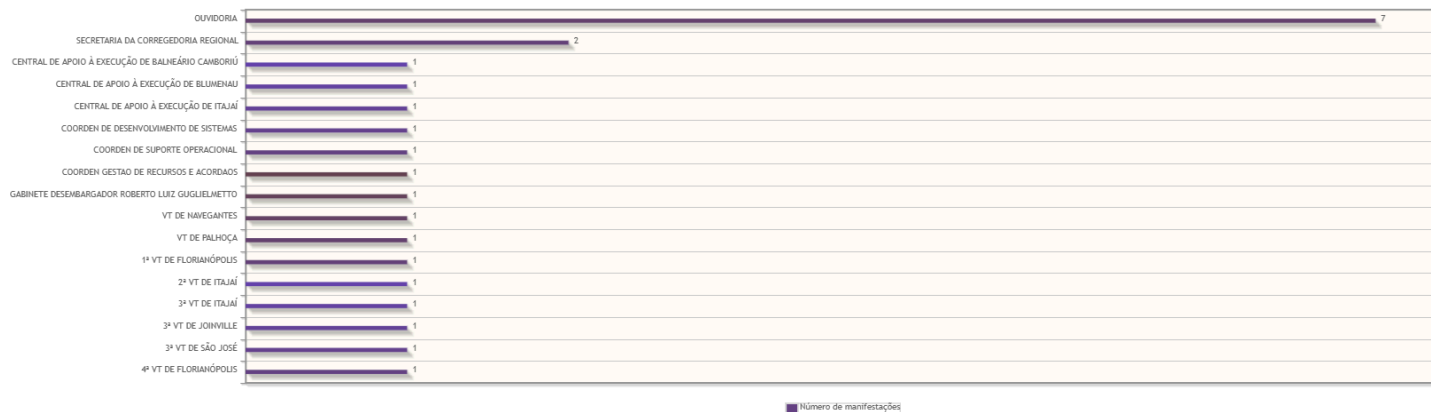 OUVIDORIA 7
SECRETARIA DA CORREGEDORIA REGIONAL 2
CENTRAL DE APOIO À EXECUÇÃO DE BALNEÁRIO CAMBORIÚ 1
CENTRAL DE APOIO À EXECUÇÃO DE BLUMENAU 1
CENTRAL DE APOIO À EXECUÇÃO DE ITAJAÍ 1
COORDEN DE DESENVOLVIMENTO DE SISTEMAS 1
COORDEN DE SUPORTE OPERACIONAL 1
COORDEN GESTAO DE RECURSOS E ACORDAOS 1
GABINETE DESEMBARGADOR ROBERTO LUIZ GUGLIELMETTO 1
VT DE NAVEGANTES 1
VT DE PALHOÇA 1
1ª VT DE FLORIANÓPOLIS 1
2ª VT DE ITAJAÍ 1
3ª VT DE ITAJAÍ 1
3ª VT DE JOINVILLE 1
3ª VT DE SÃO JOSÉ 1
4ª VT DE FLORIANÓPOLIS 1
Número de manifestações